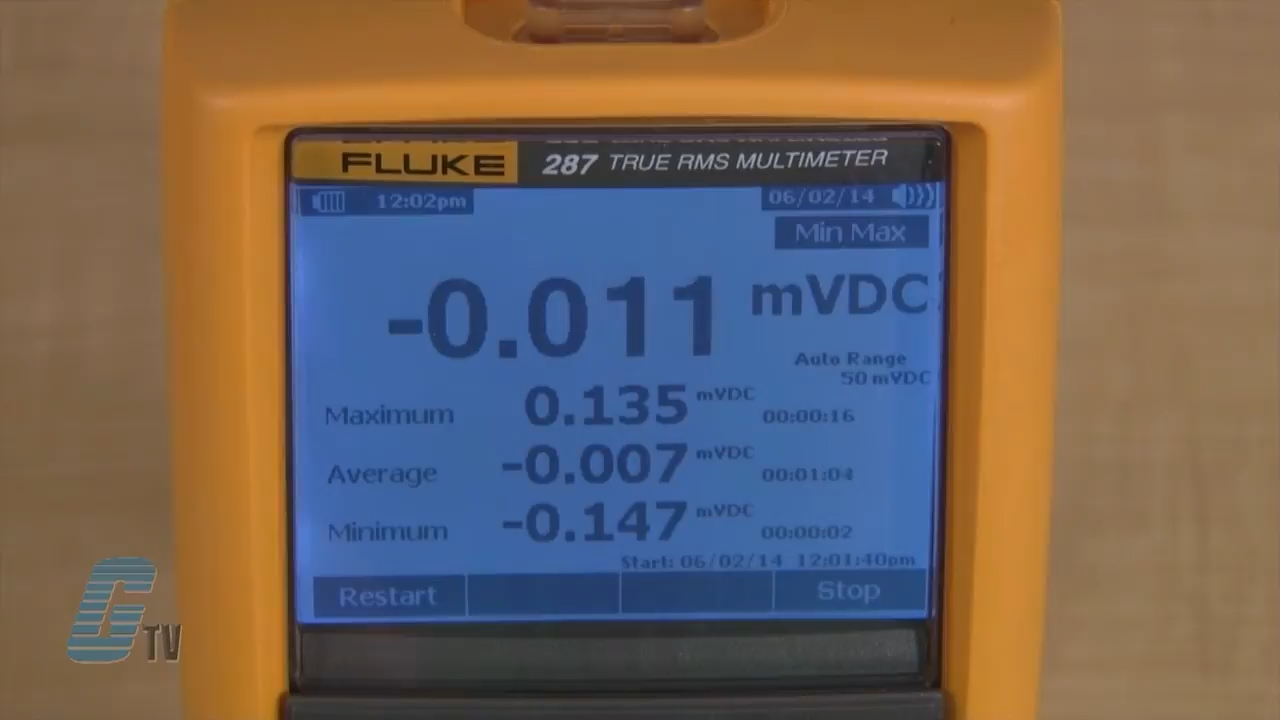 FLUKE 287 TRUE RMS MULTIMETER
12:02pm 06/02/14
Min Max
-0.011 mVDC
Auto Range
50 mVDC
Maximum 0.135 mVDC 00:00:16
Average -0.007 mVDC 00:01:04
Minimum -0.147 mVDC 00:00:02
Start: 06/02/14 12:01:40pm
Restart Stop
G TV